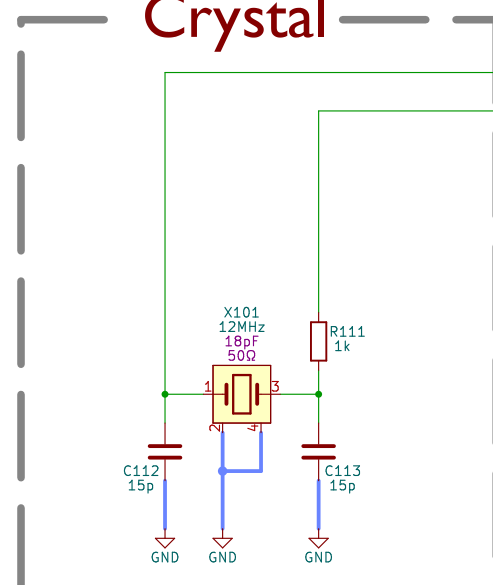 Crystal
X101
12MHz
18pF
50Ω
R111
1k
1
3
2
4
C112
15p
C113
15p
GND
GND
GND